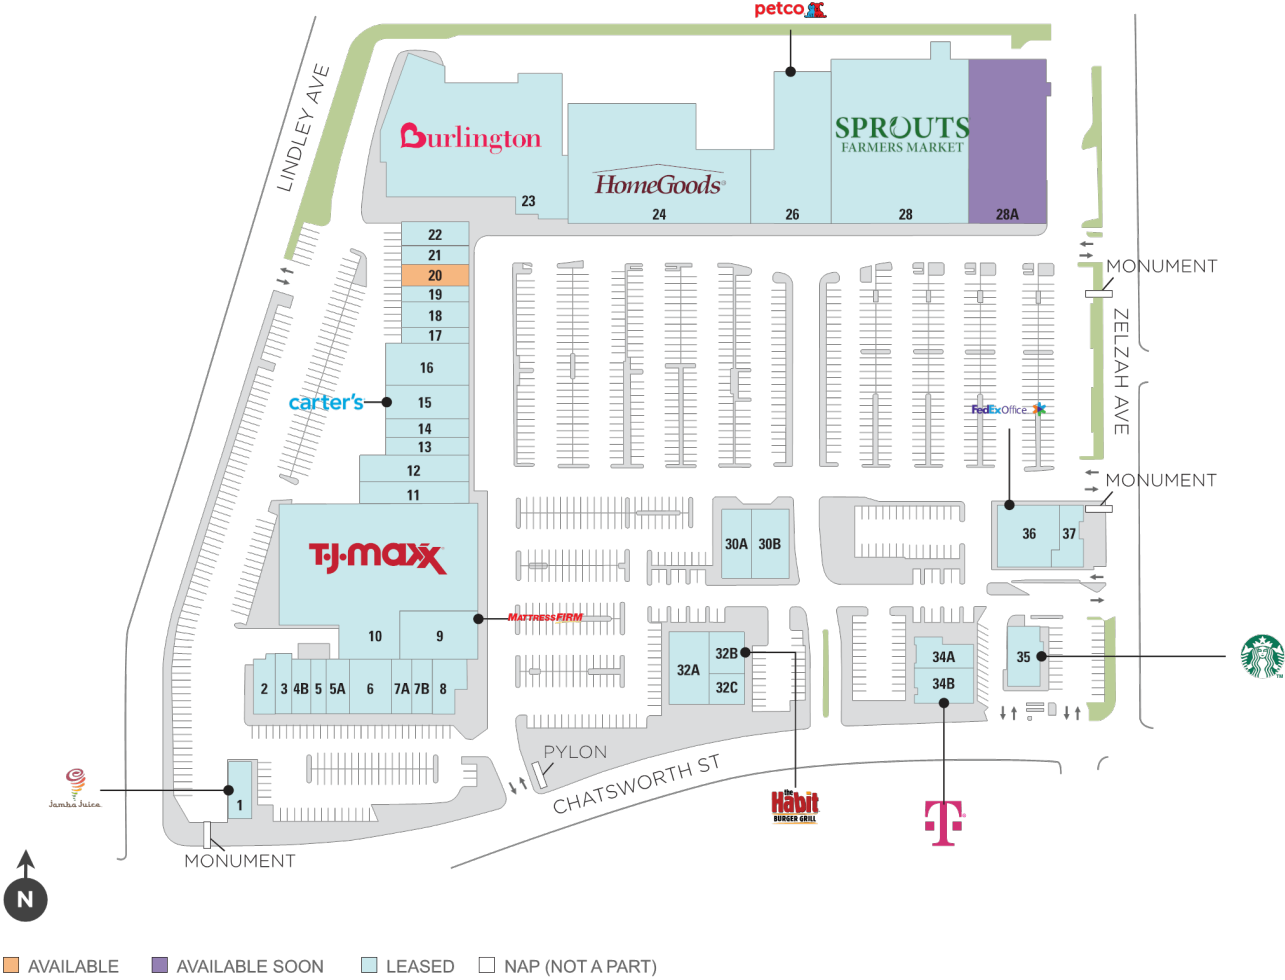 petco
LINDLEY AVE
Burlington
SPROUTS
FARMERS MARKET
HomeGoods
23
24
26
28
28A
22
21
20
19
18
17
16
carter's
15
14
13
12
11
MONUMENT
ZELZAH AVE
FedEx Office
MONUMENT
T·J·maxx
30A
30B
36
37
MATTRESS FIRM
10
9
32A
32B
32C
34A
34B
35
2
3
4B
5
5A
6
7A
7B
8
PYLON
CHATSWORTH ST
Jamba Juice
1
MONUMENT
the
Habit
BURGER GRILL
T
N
AVAILABLE
AVAILABLE SOON
LEASED
NAP (NOT A PART)